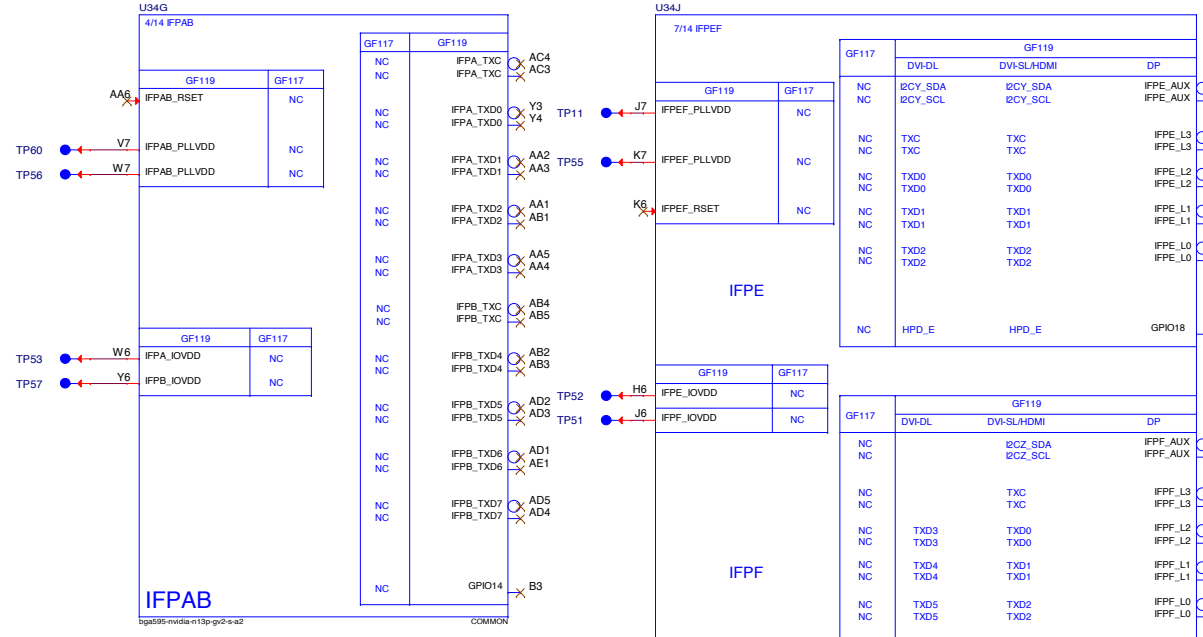 U34G
4/14 IFPAB
GF117 GF119
NC IFPA_TXC AC4
NC IFPA_TXC AC3
GF119 GF117
AA6 IFPAB_RSET NC
NC IFPA_TXD0 Y3
NC IFPA_TXD0 Y4
TP60 V7 IFPAB_PLLVDD NC
NC IFPA_TXD1 AA2
NC IFPA_TXD1 AA3
TP56 W7 IFPAB_PLLVDD NC
NC IFPA_TXD2 AA1
NC IFPA_TXD2 AB1
NC IFPA_TXD3 AA5
NC IFPA_TXD3 AA4
NC IFPB_TXC AB4
NC IFPB_TXC AB5
GF119 GF117
TP53 W6 IFPA_IOVDD NC
NC IFPB_TXD4 AB2
NC IFPB_TXD4 AB3
TP57 Y6 IFPB_IOVDD NC
NC IFPB_TXD5 AD2
NC IFPB_TXD5 AD3
NC IFPB_TXD6 AD1
NC IFPB_TXD6 AE1
NC IFPB_TXD7 AD5
NC IFPB_TXD7 AD4
NC GPIO14 B3
IFPAB
bga595-nvidia-n13p-gv2-s-a2 COMMON
U34J
7/14 IFPEF
GF117 GF119
DVI-DL DVI-SL/HDMI DP
NC I2CY_SDA I2CY_SDA IFPE_AUX
NC I2CY_SCL I2CY_SCL IFPE_AUX
GF119 GF117
TP11 J7 IFPEF_PLLVDD NC
NC TXC TXC IFPE_L3
NC TXC TXC IFPE_L3
TP55 K7 IFPEF_PLLVDD NC
NC TXD0 TXD0 IFPE_L2
NC TXD0 TXD0 IFPE_L2
K6 IFPEF_RSET NC
NC TXD1 TXD1 IFPE_L1
NC TXD1 TXD1 IFPE_L1
NC TXD2 TXD2 IFPE_L0
NC TXD2 TXD2 IFPE_L0
IFPE
NC HPD_E HPD_E GPIO18
GF119 GF117
TP52 H6 IFPE_IOVDD NC
TP51 J6 IFPF_IOVDD NC
GF117 GF119
DVI-DL DVI-SL/HDMI DP
NC I2CZ_SDA IFPF_AUX
NC I2CZ_SCL IFPF_AUX
NC TXC IFPF_L3
NC TXC IFPF_L3
NC TXD3 TXD0 IFPF_L2
NC TXD3 TXD0 IFPF_L2
NC TXD4 TXD1 IFPF_L1
NC TXD4 TXD1 IFPF_L1
IFPF
NC TXD5 TXD2 IFPF_L0
NC TXD5 TXD2 IFPF_L0